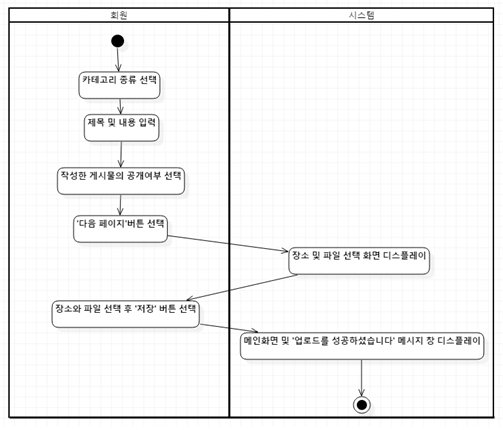 회원
시스템
카테고리 종류 선택
제목 및 내용 입력
작성한 게시물의 공개여부 선택
'다음 페이지'버튼 선택
장소 및 파일 선택 화면 디스플레이
장소와 파일 선택 후 '저장' 버튼 선택
메인화면 및 '업로드를 성공하셨습니다' 메시지 창 디스플레이